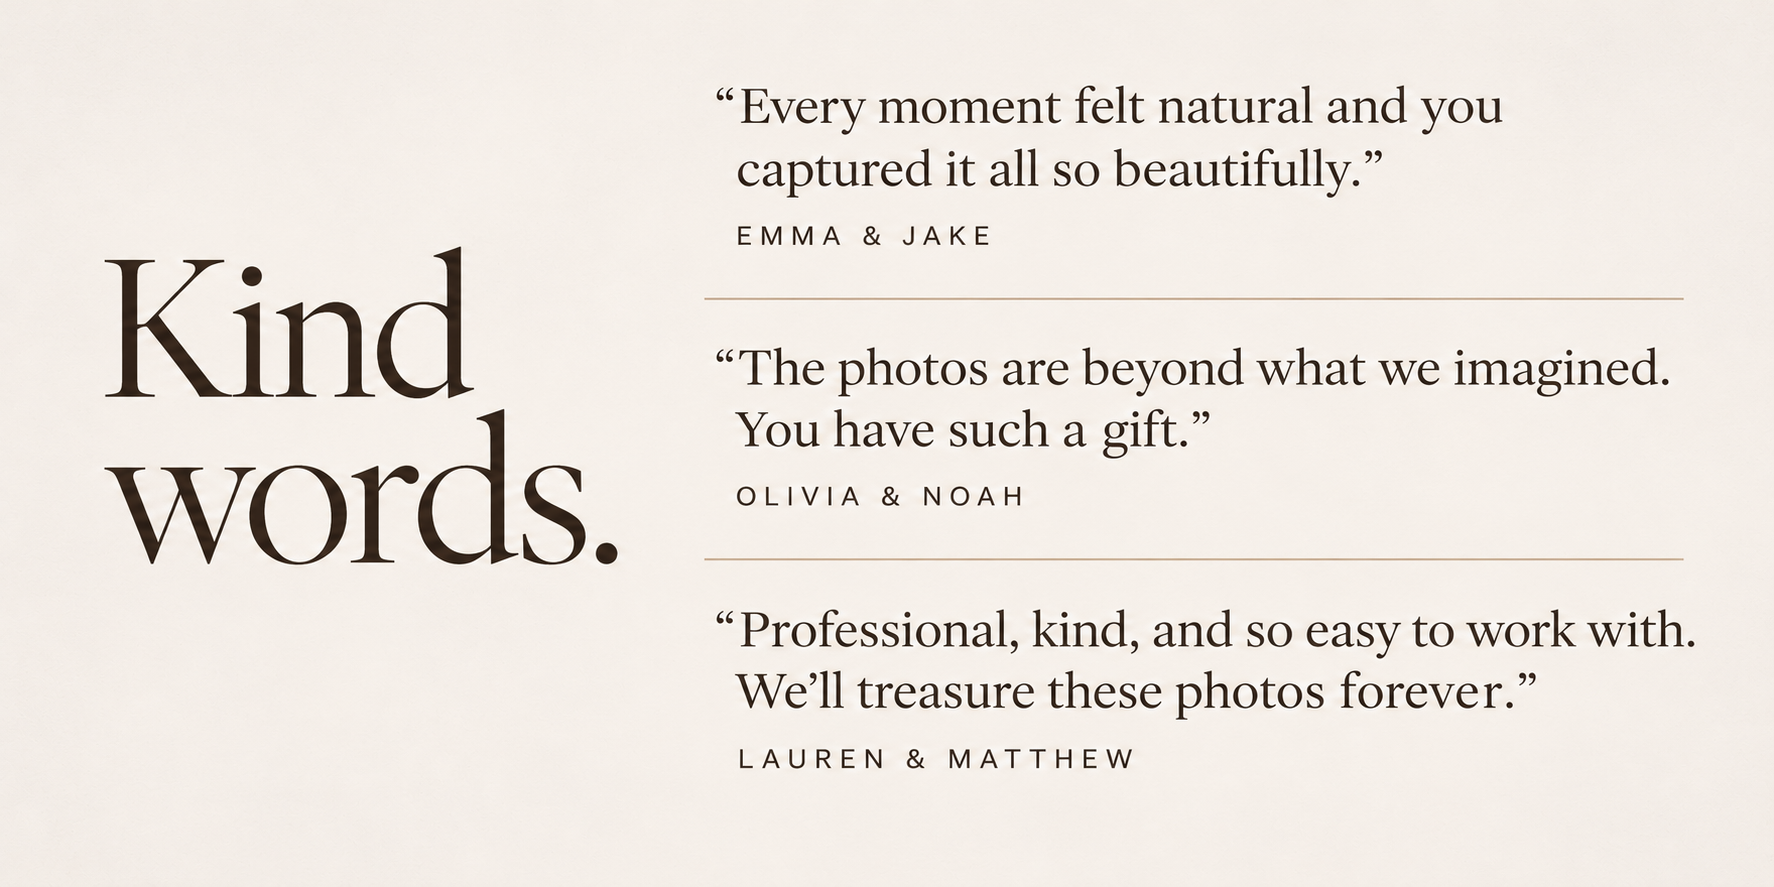 Kind
words.
“Every moment felt natural and you
captured it all so beautifully.”
EMMA & JAKE
“The photos are beyond what we imagined.
You have such a gift.”
OLIVIA & NOAH
“Professional, kind, and so easy to work with.
We’ll treasure these photos forever.”
LAUREN & MATTHEW